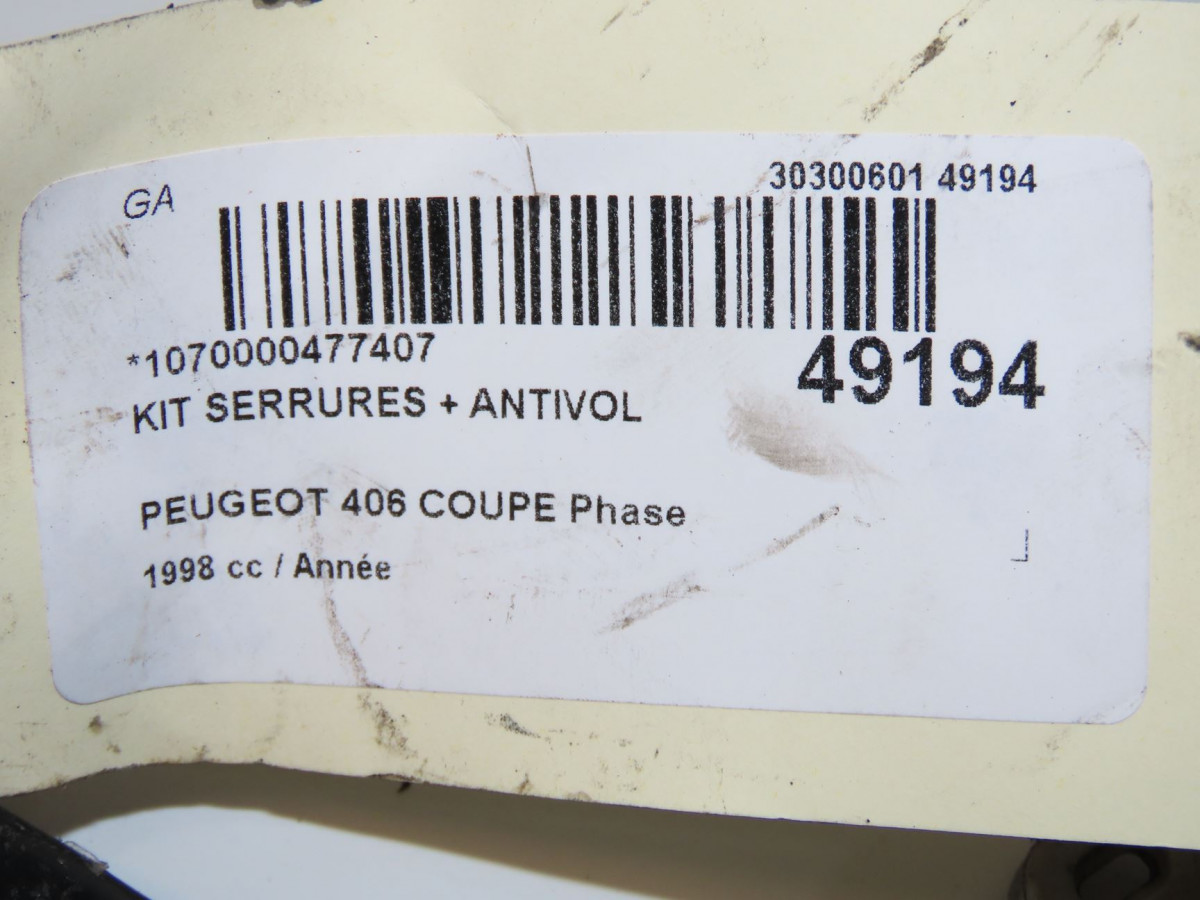 GA
30300601 49194
*1070000477407
49194
KIT SERRURES + ANTIVOL
PEUGEOT 406 COUPE Phase
1998 cc / Année